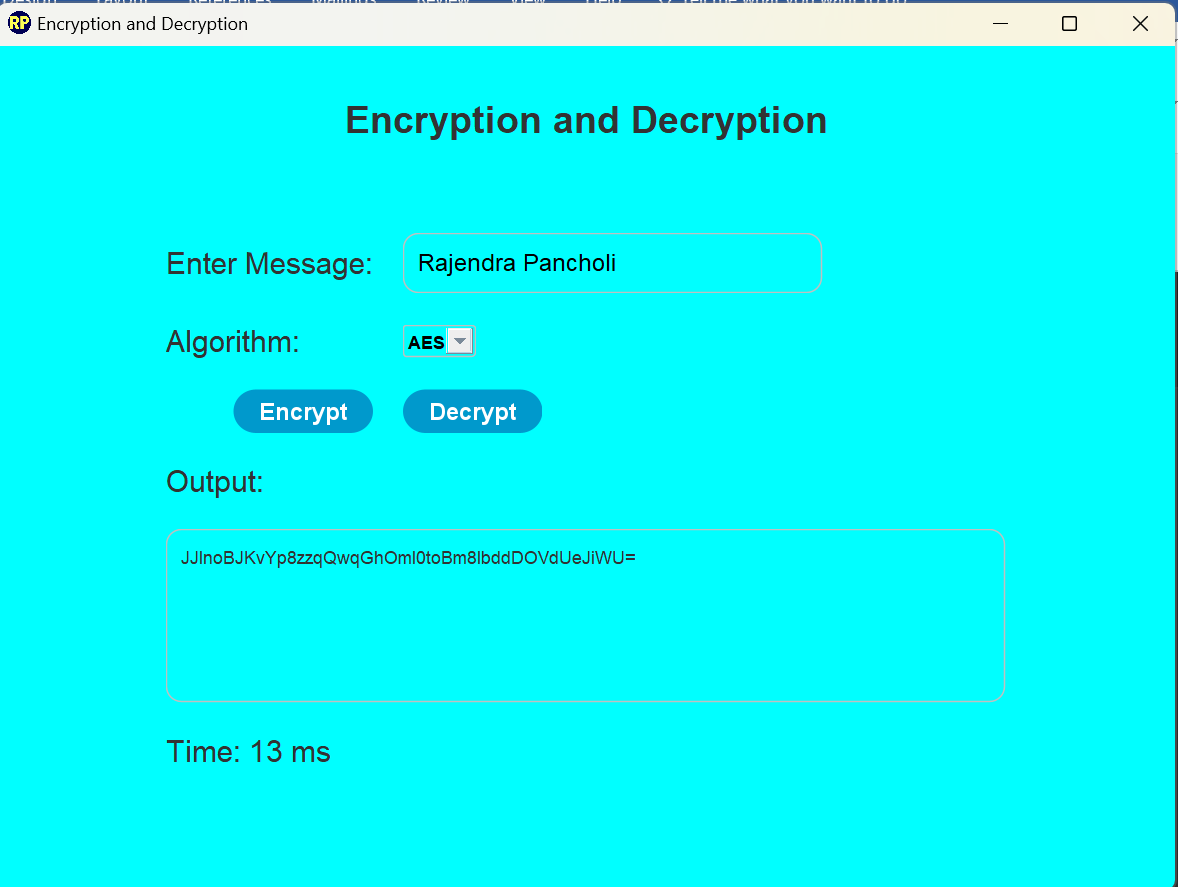 RP Encryption and Decryption
Encryption and Decryption
Enter Message: Rajendra Pancholi
Algorithm: AES
Encrypt Decrypt
Output:
JJlnoBJKvYp8zzqQwqGhOml0toBm8lbddDOVdUeJiWU=
Time: 13 ms